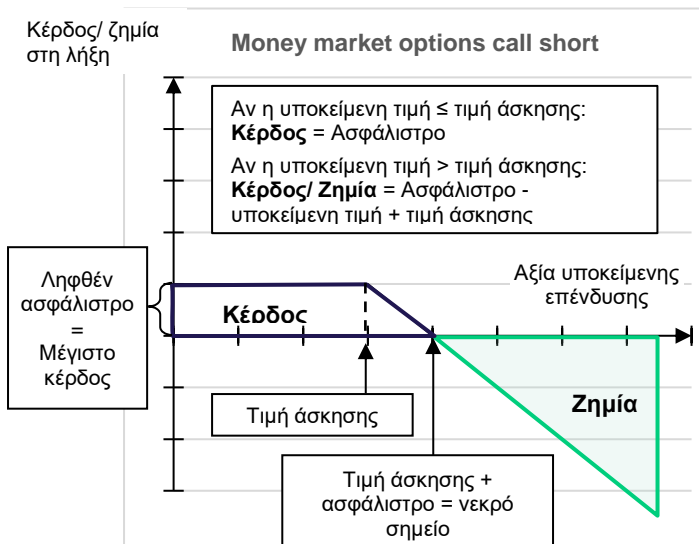 Κέρδος/ ζημία
στη λήξη
Money market options call short
Αν η υποκείμενη τιμή ≤ τιμή άσκησης:
Κέρδος = Ασφάλιστρο
Αν η υποκείμενη τιμή > τιμή άσκησης:
Κέρδος/ Ζημία = Ασφάλιστρο -
υποκείμενη τιμή + τιμή άσκησης
Ληφθέν
ασφάλιστρο
=
Μέγιστο
κέρδος
Κέρδος
Αξία υποκείμενης
επένδυσης
Τιμή άσκησης
Ζημία
Τιμή άσκησης +
ασφάλιστρο = νεκρό
σημείο